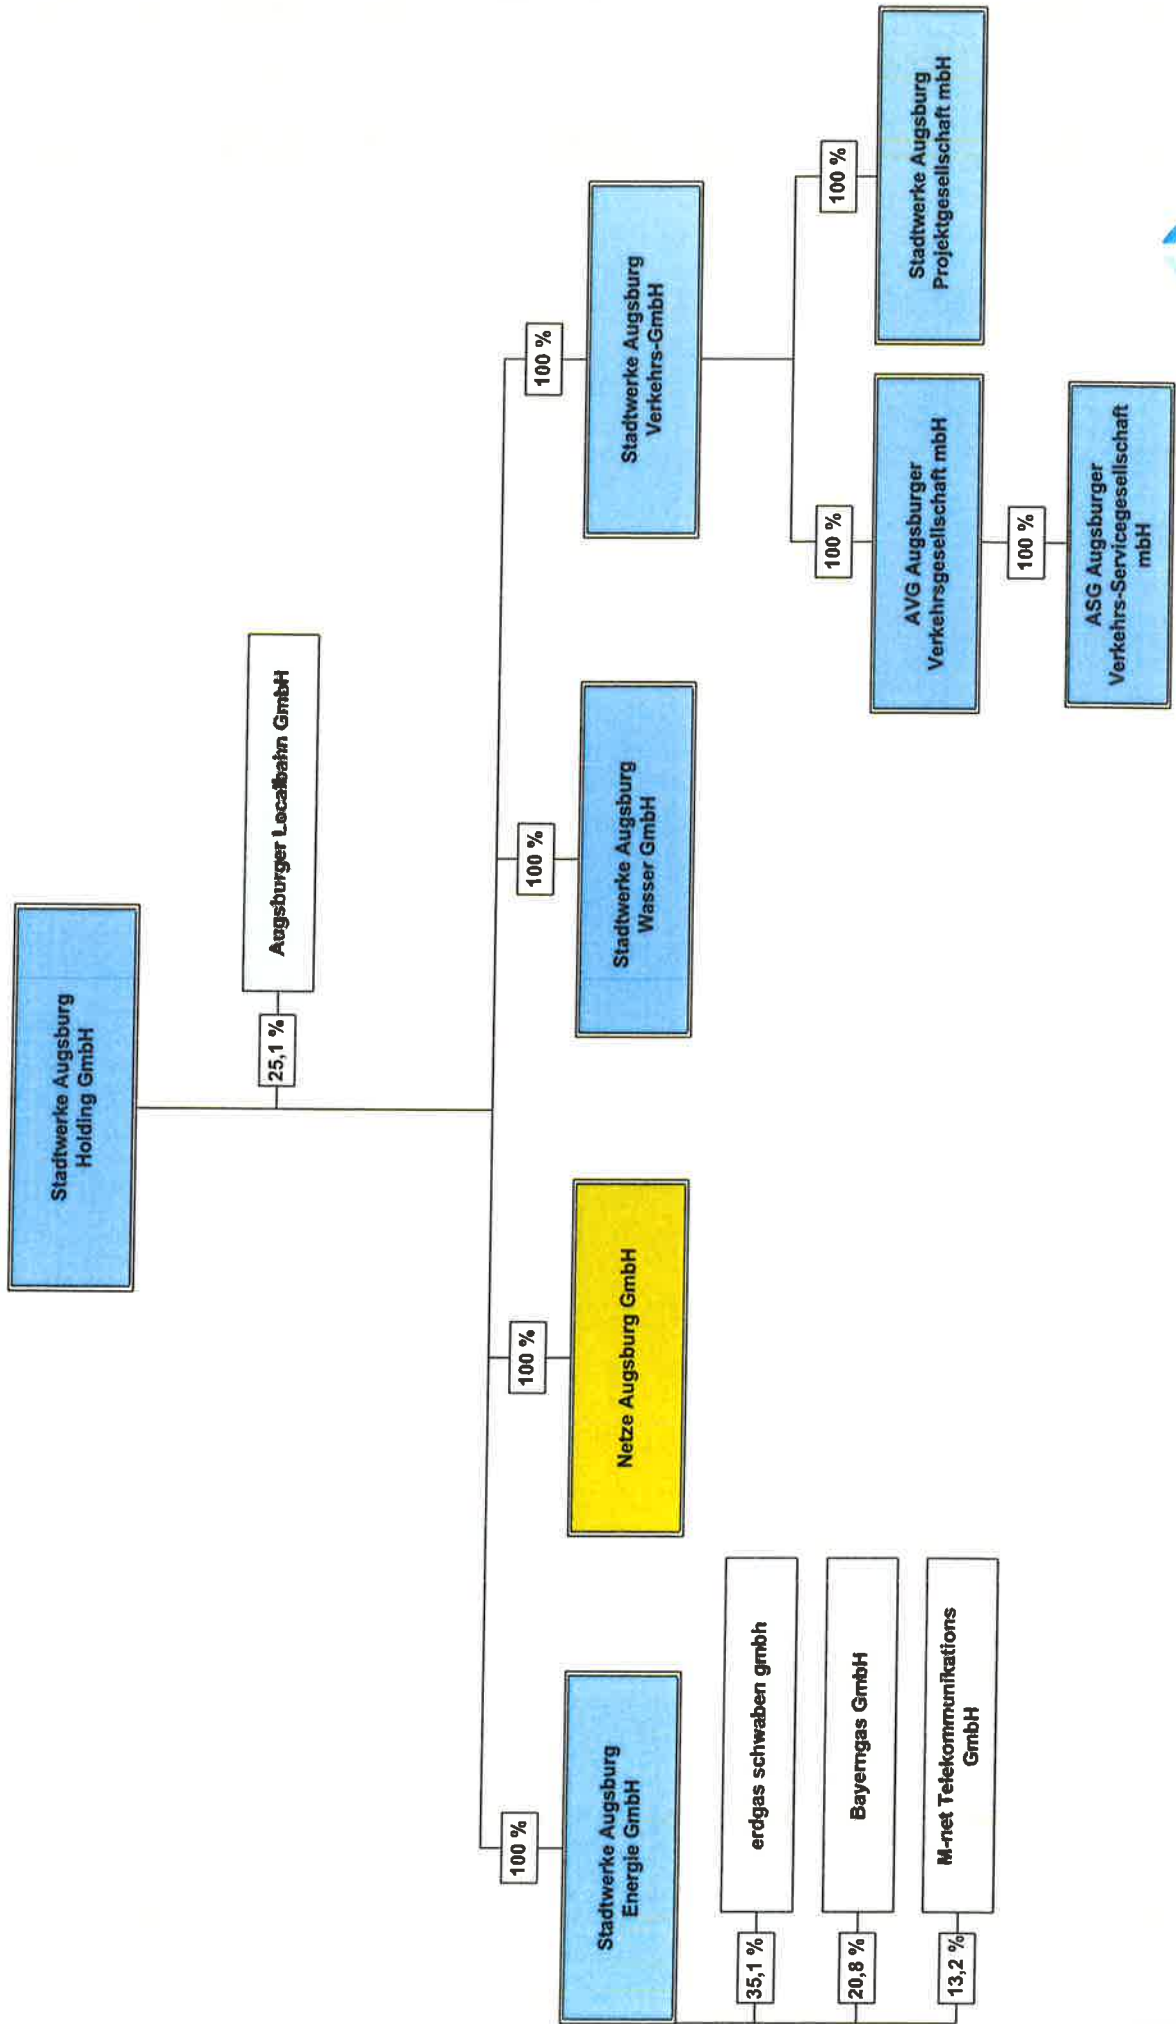 Stadtwerke Augsburg
Holding GmbH
25,1 %
Augsburger Localbahn GmbH
100 %
100 %
100 %
100 %
Stadtwerke Augsburg
Energie GmbH
Netze Augsburg GmbH
Stadtwerke Augsburg
Wasser GmbH
Stadtwerke Augsburg
Verkehrs-GmbH
35,1 %
erdgas schwaben gmbh
20,8 %
Bayerngas GmbH
13,2 %
M-net Telekommunikations
GmbH
100 %
100 %
AVG Augsburger
Verkehrsgesellschaft mbH
Stadtwerke Augsburg
Projektgesellschaft mbH
100 %
ASG Augsburger
Verkehrs-Servicegesellschaft
mbH